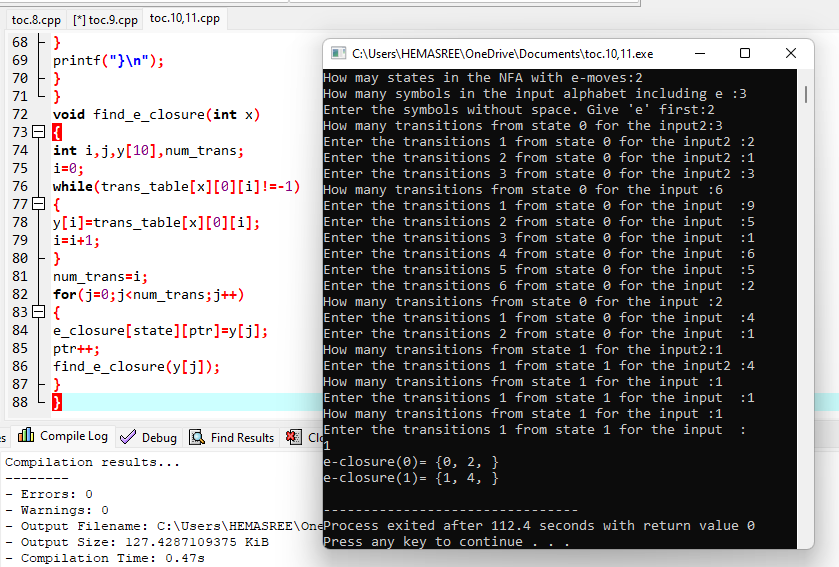 toc.8.cpp [*] toc.9.cpp toc.10,11.cpp
68 }
69 printf("}\n");
70 }
71 }
72 void find_e_closure(int x)
73 {
74 int i,j,y[10],num_trans;
75 i=0;
76 while(trans_table[x][0][i]!=-1)
77 {
78 y[i]=trans_table[x][0][i];
79 i=i+1;
80 }
81 num_trans=i;
82 for(j=0;j<num_trans;j++)
83 {
84 e_closure[state][ptr]=y[j];
85 ptr++;
86 find_e_closure(y[j]);
87 }
88 }
Compile Log Debug Find Results
Compilation results...
--------
- Errors: 0
- Warnings: 0
- Output Filename: C:\Users\HEMASREE\One
- Output Size: 127.4287109375 KiB
- Compilation Time: 0.47s
C:\Users\HEMASREE\OneDrive\Documents\toc.10,11.exe
How may states in the NFA with e-moves:2
How many symbols in the input alphabet including e :3
Enter the symbols without space. Give 'e' first:2
How many transitions from state 0 for the input2:3
Enter the transitions 1 from state 0 for the input2 :2
Enter the transitions 2 from state 0 for the input2 :1
Enter the transitions 3 from state 0 for the input2 :3
How many transitions from state 0 for the input :6
Enter the transitions 1 from state 0 for the input  :9
Enter the transitions 2 from state 0 for the input  :5
Enter the transitions 3 from state 0 for the input  :1
Enter the transitions 4 from state 0 for the input  :6
Enter the transitions 5 from state 0 for the input  :5
Enter the transitions 6 from state 0 for the input  :2
How many transitions from state 0 for the input :2
Enter the transitions 1 from state 0 for the input  :4
Enter the transitions 2 from state 0 for the input  :1
How many transitions from state 1 for the input2:1
Enter the transitions 1 from state 1 for the input2 :4
How many transitions from state 1 for the input :1
Enter the transitions 1 from state 1 for the input  :1
How many transitions from state 1 for the input :1
Enter the transitions 1 from state 1 for the input  :
1
e-closure(0)= {0, 2, }
e-closure(1)= {1, 4, }
--------------------------------
Process exited after 112.4 seconds with return value 0
Press any key to continue . . .